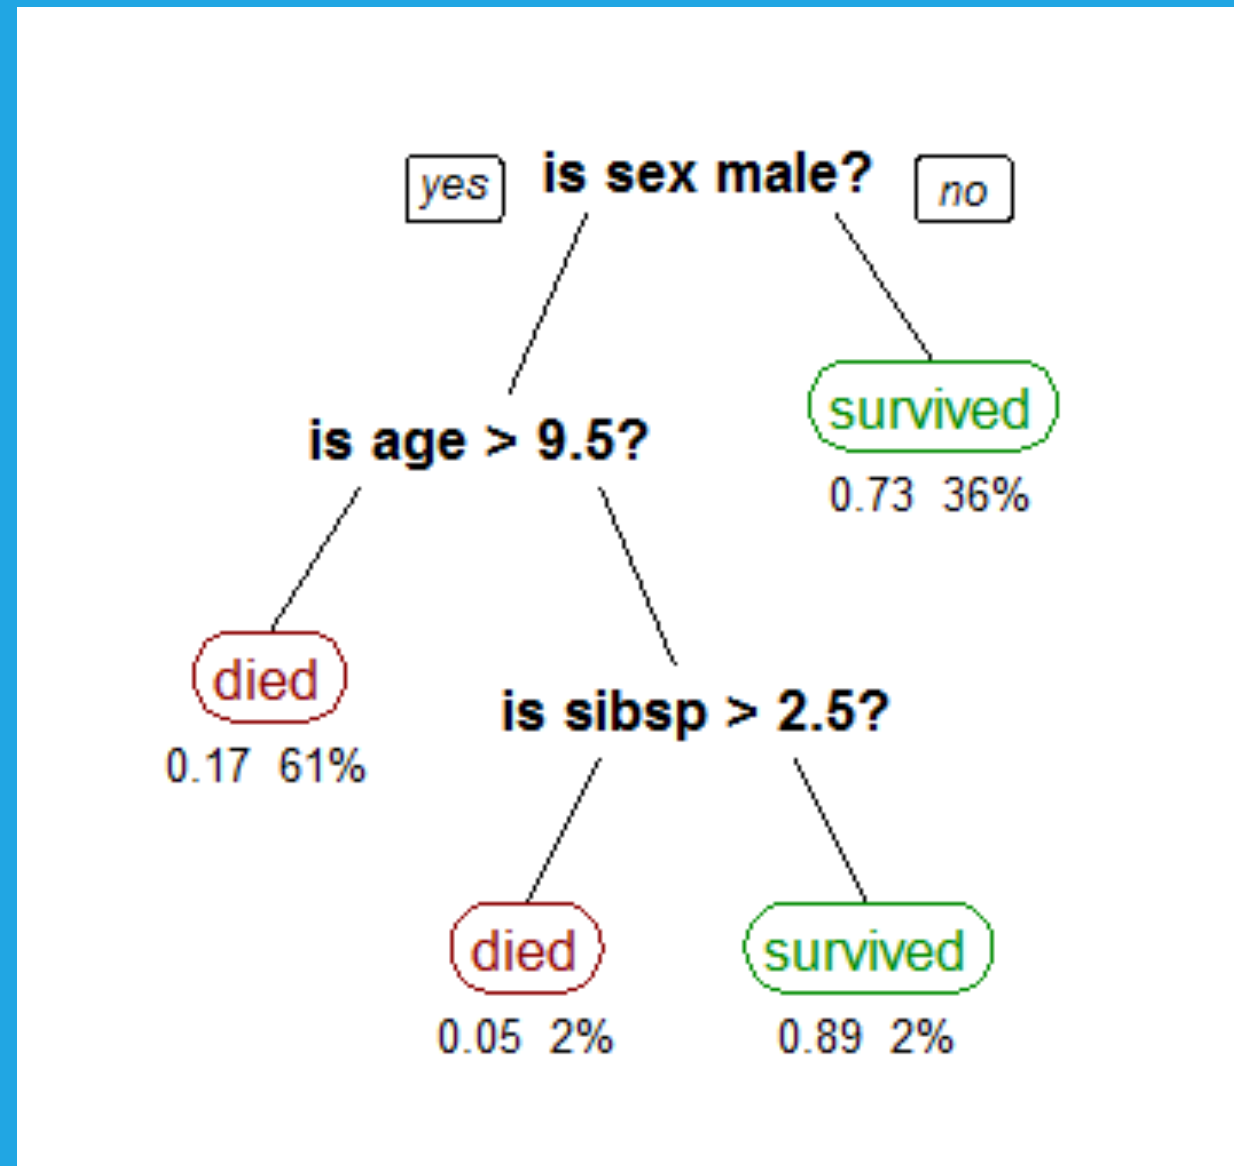 yes is sex male? no
survived
0.73 36%
is age > 9.5?
died
0.17 61%
is sibsp > 2.5?
died survived
0.05 2% 0.89 2%